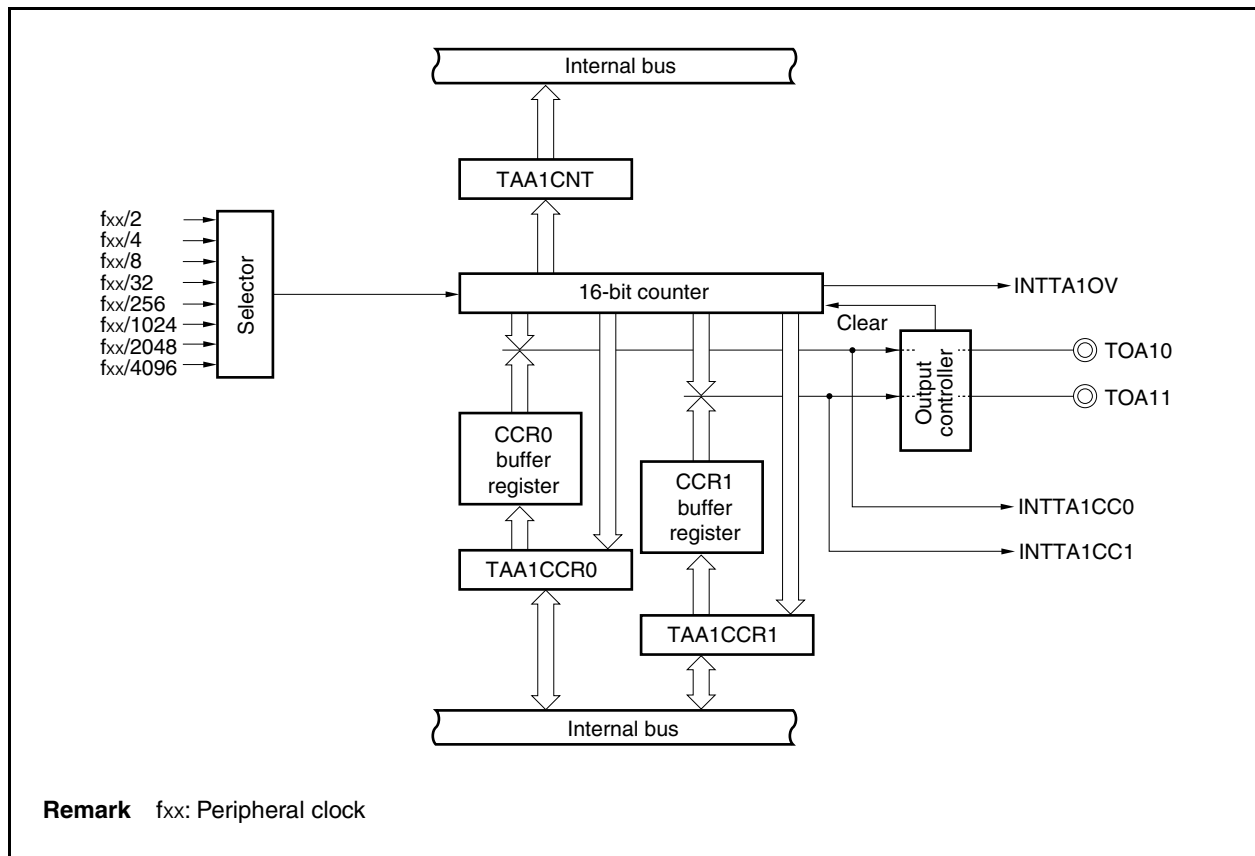 Internal bus
TAA1CNT
fxx/2
fxx/4
fxx/8
fxx/32
fxx/256
fxx/1024
fxx/2048
fxx/4096
Selector
16-bit counter
INTTA1OV
Clear
Output
controller
TOA10
TOA11
CCR0
buffer
register
CCR1
buffer
register
INTTA1CC0
INTTA1CC1
TAA1CCR0
TAA1CCR1
Internal bus
Remark fxx: Peripheral clock